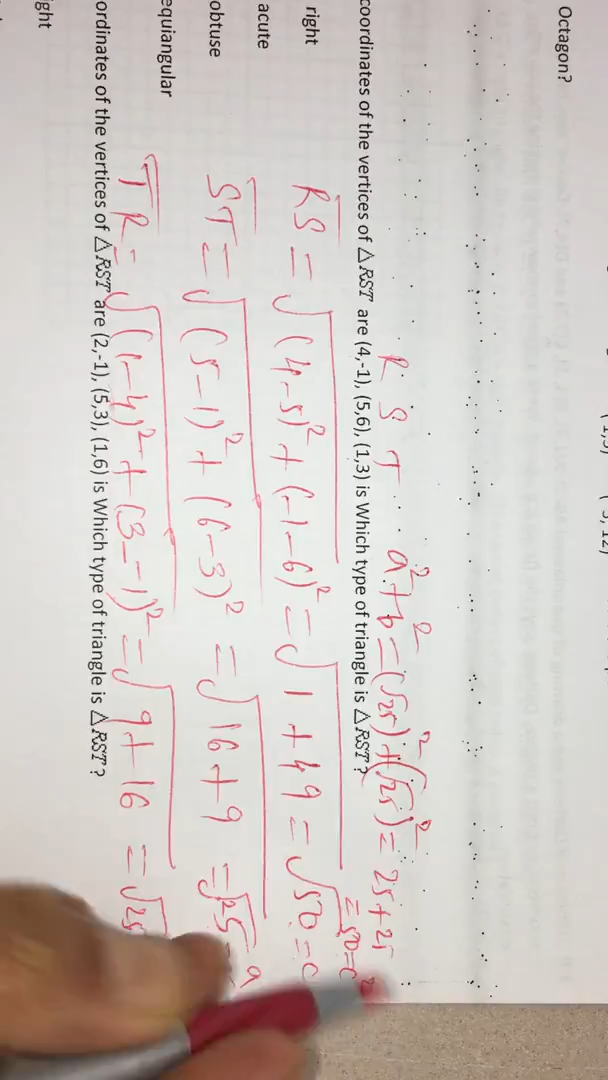 Octagon?
R S T a² + b² = (√25)² + (√25)² = 25 + 25
= 50 = c²
coordinates of the vertices of △RST are (4,-1), (5,6), (1,3) is Which type of triangle is △RST?
right
RS = √(4-5)² + (-1-6)² = √1 + 49 = √50 = c
acute
obtuse
ST = √(5-1)² + (6-3)² = √16 + 9 = √25 = a
equiangular
TR = √(1-4)² + (3--1)² = √9 + 16 = √25
ordinates of the vertices of △RST are (2,-1), (5,3), (1,6) is Which type of triangle is △RST?
ight